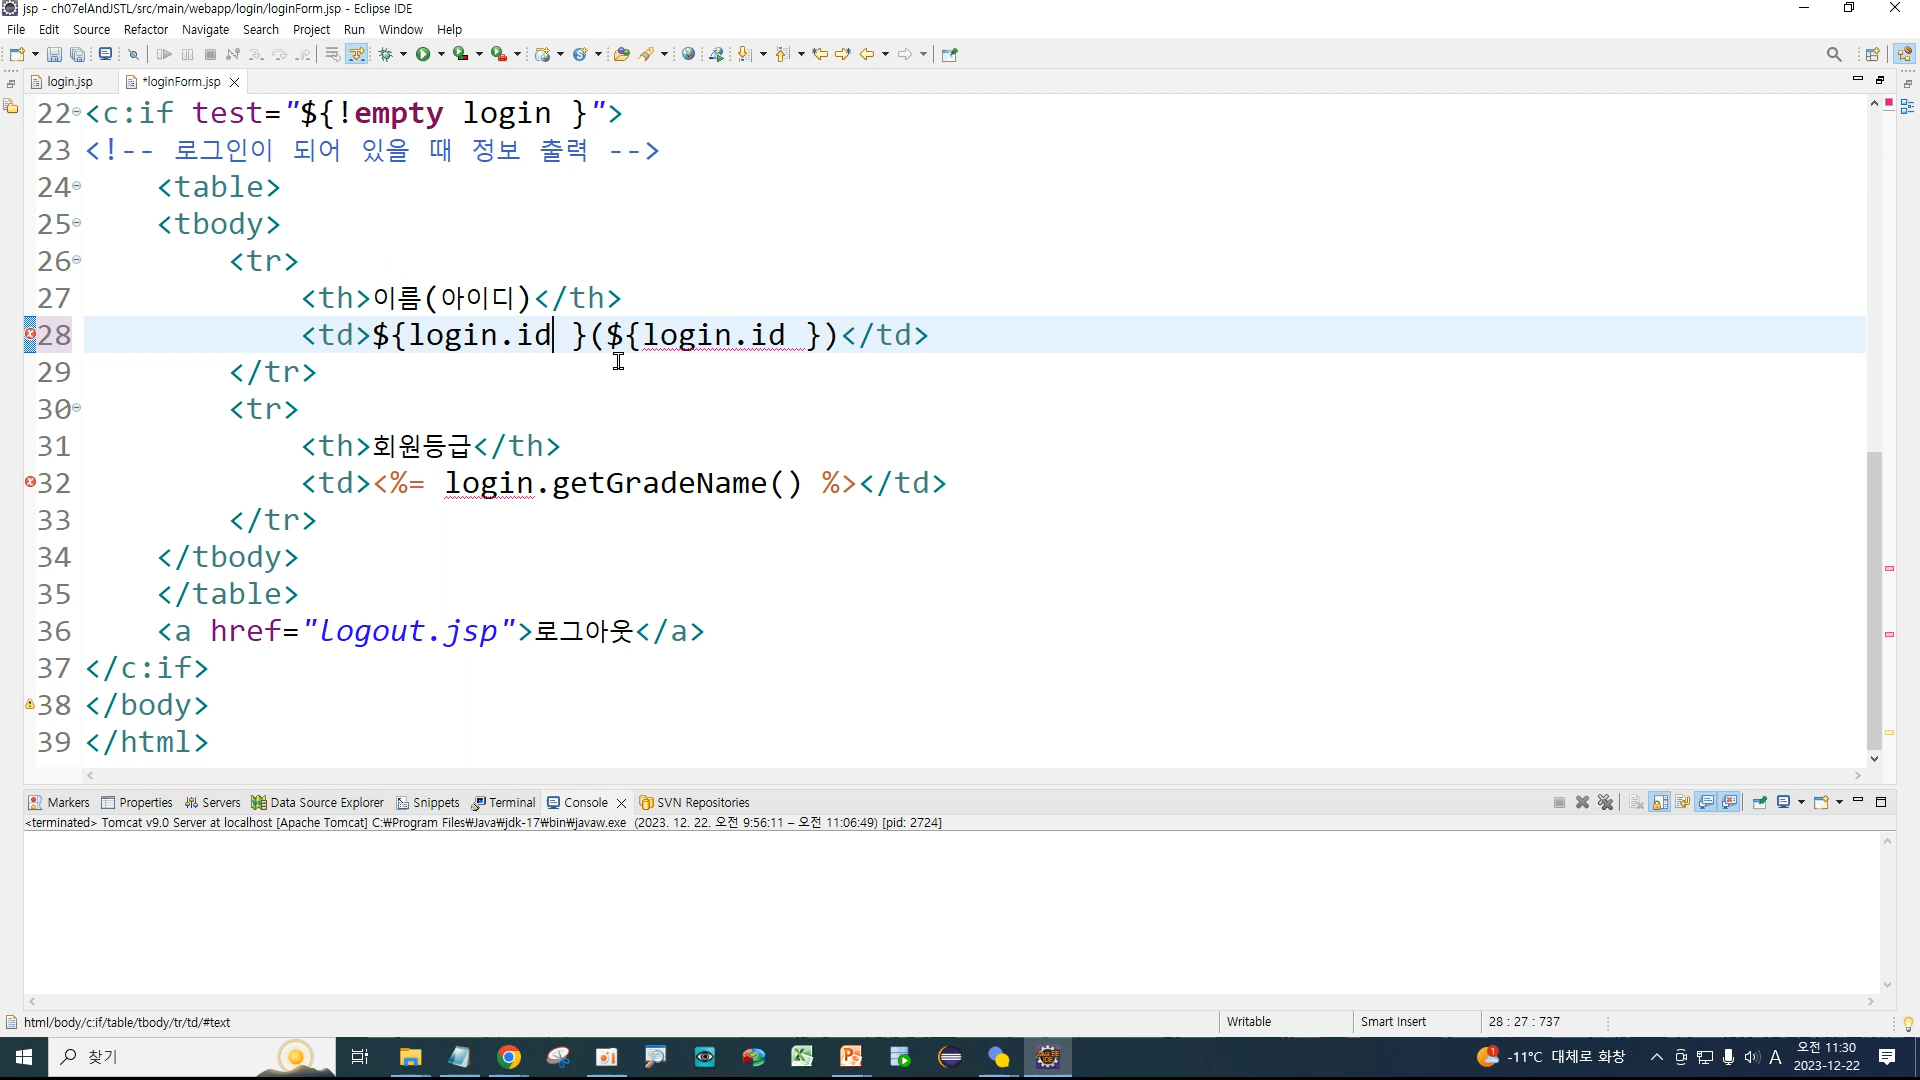 jsp - ch07elAndJSTL/src/main/webapp/login/loginForm.jsp - Eclipse IDE
File Edit Source Refactor Navigate Search Project Run Window Help
login.jsp *loginForm.jsp
22 <c:if test="${!empty login }">
23 <!-- 로그인이 되어 있을 때 정보 출력 -->
24 <table>
25 <tbody>
26 <tr>
27 <th>이름(아이디)</th>
28 <td>${login.id }(${login.id })</td>
29 </tr>
30 <tr>
31 <th>회원등급</th>
32 <td><%= login.getGradeName() %></td>
33 </tr>
34 </tbody>
35 </table>
36 <a href="logout.jsp">로그아웃</a>
37 </c:if>
38 </body>
39 </html>
Markers Properties Servers Data Source Explorer Snippets Terminal Console SVN Repositories
<terminated> Tomcat v9.0 Server at localhost [Apache Tomcat] C:₩Program Files₩Java₩jdk-17₩bin₩javaw.exe (2023. 12. 22. 오전 9:56:11 – 오전 11:06:49) [pid: 2724]
html/body/c:if/table/tbody/tr/td/#text Writable Smart Insert 28 : 27 : 737
찾기 -11°C 대체로 화창 A 오전 11:30
2023-12-22